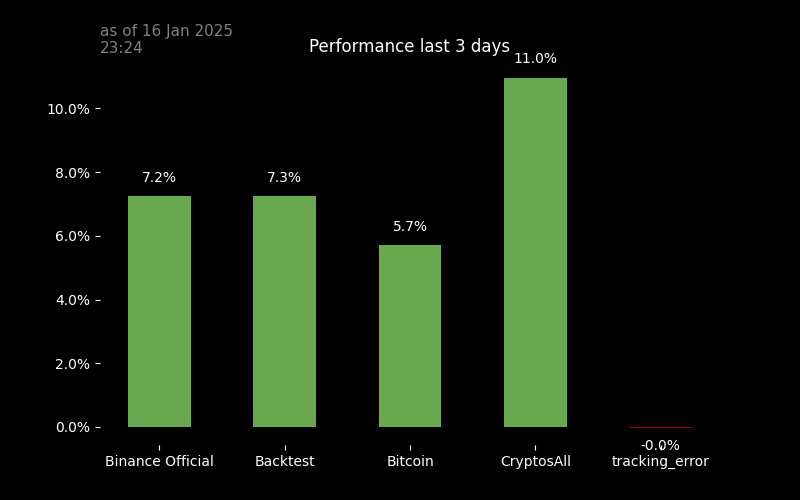 as of 16 Jan 2025
23:24
Performance last 3 days
11.0%
10.0%
8.0%
7.2%
7.3%
6.0%
5.7%
4.0%
2.0%
0.0%
-0.0%
Binance Official
Backtest
Bitcoin
CryptosAll
tracking_error